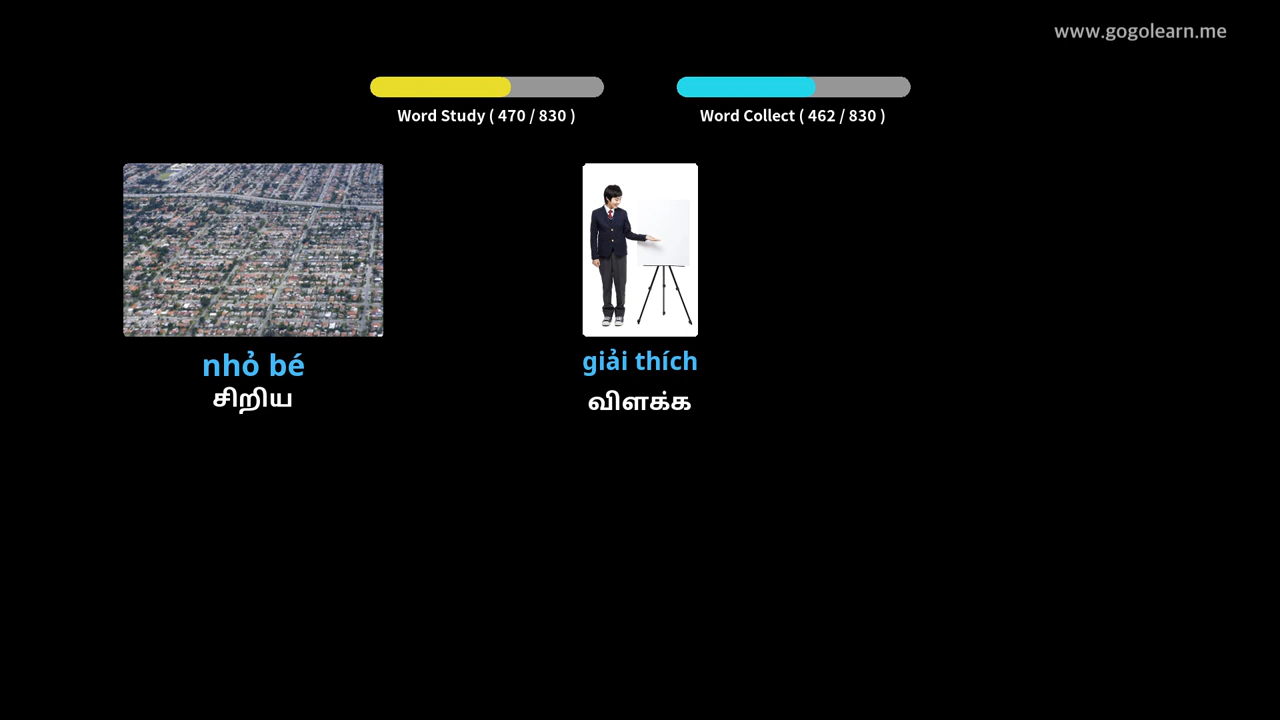 www.gogolearn.me
Word Study ( 470 / 830 )
Word Collect ( 462 / 830 )
nhỏ bé
சிறிய
giải thích
விளக்க